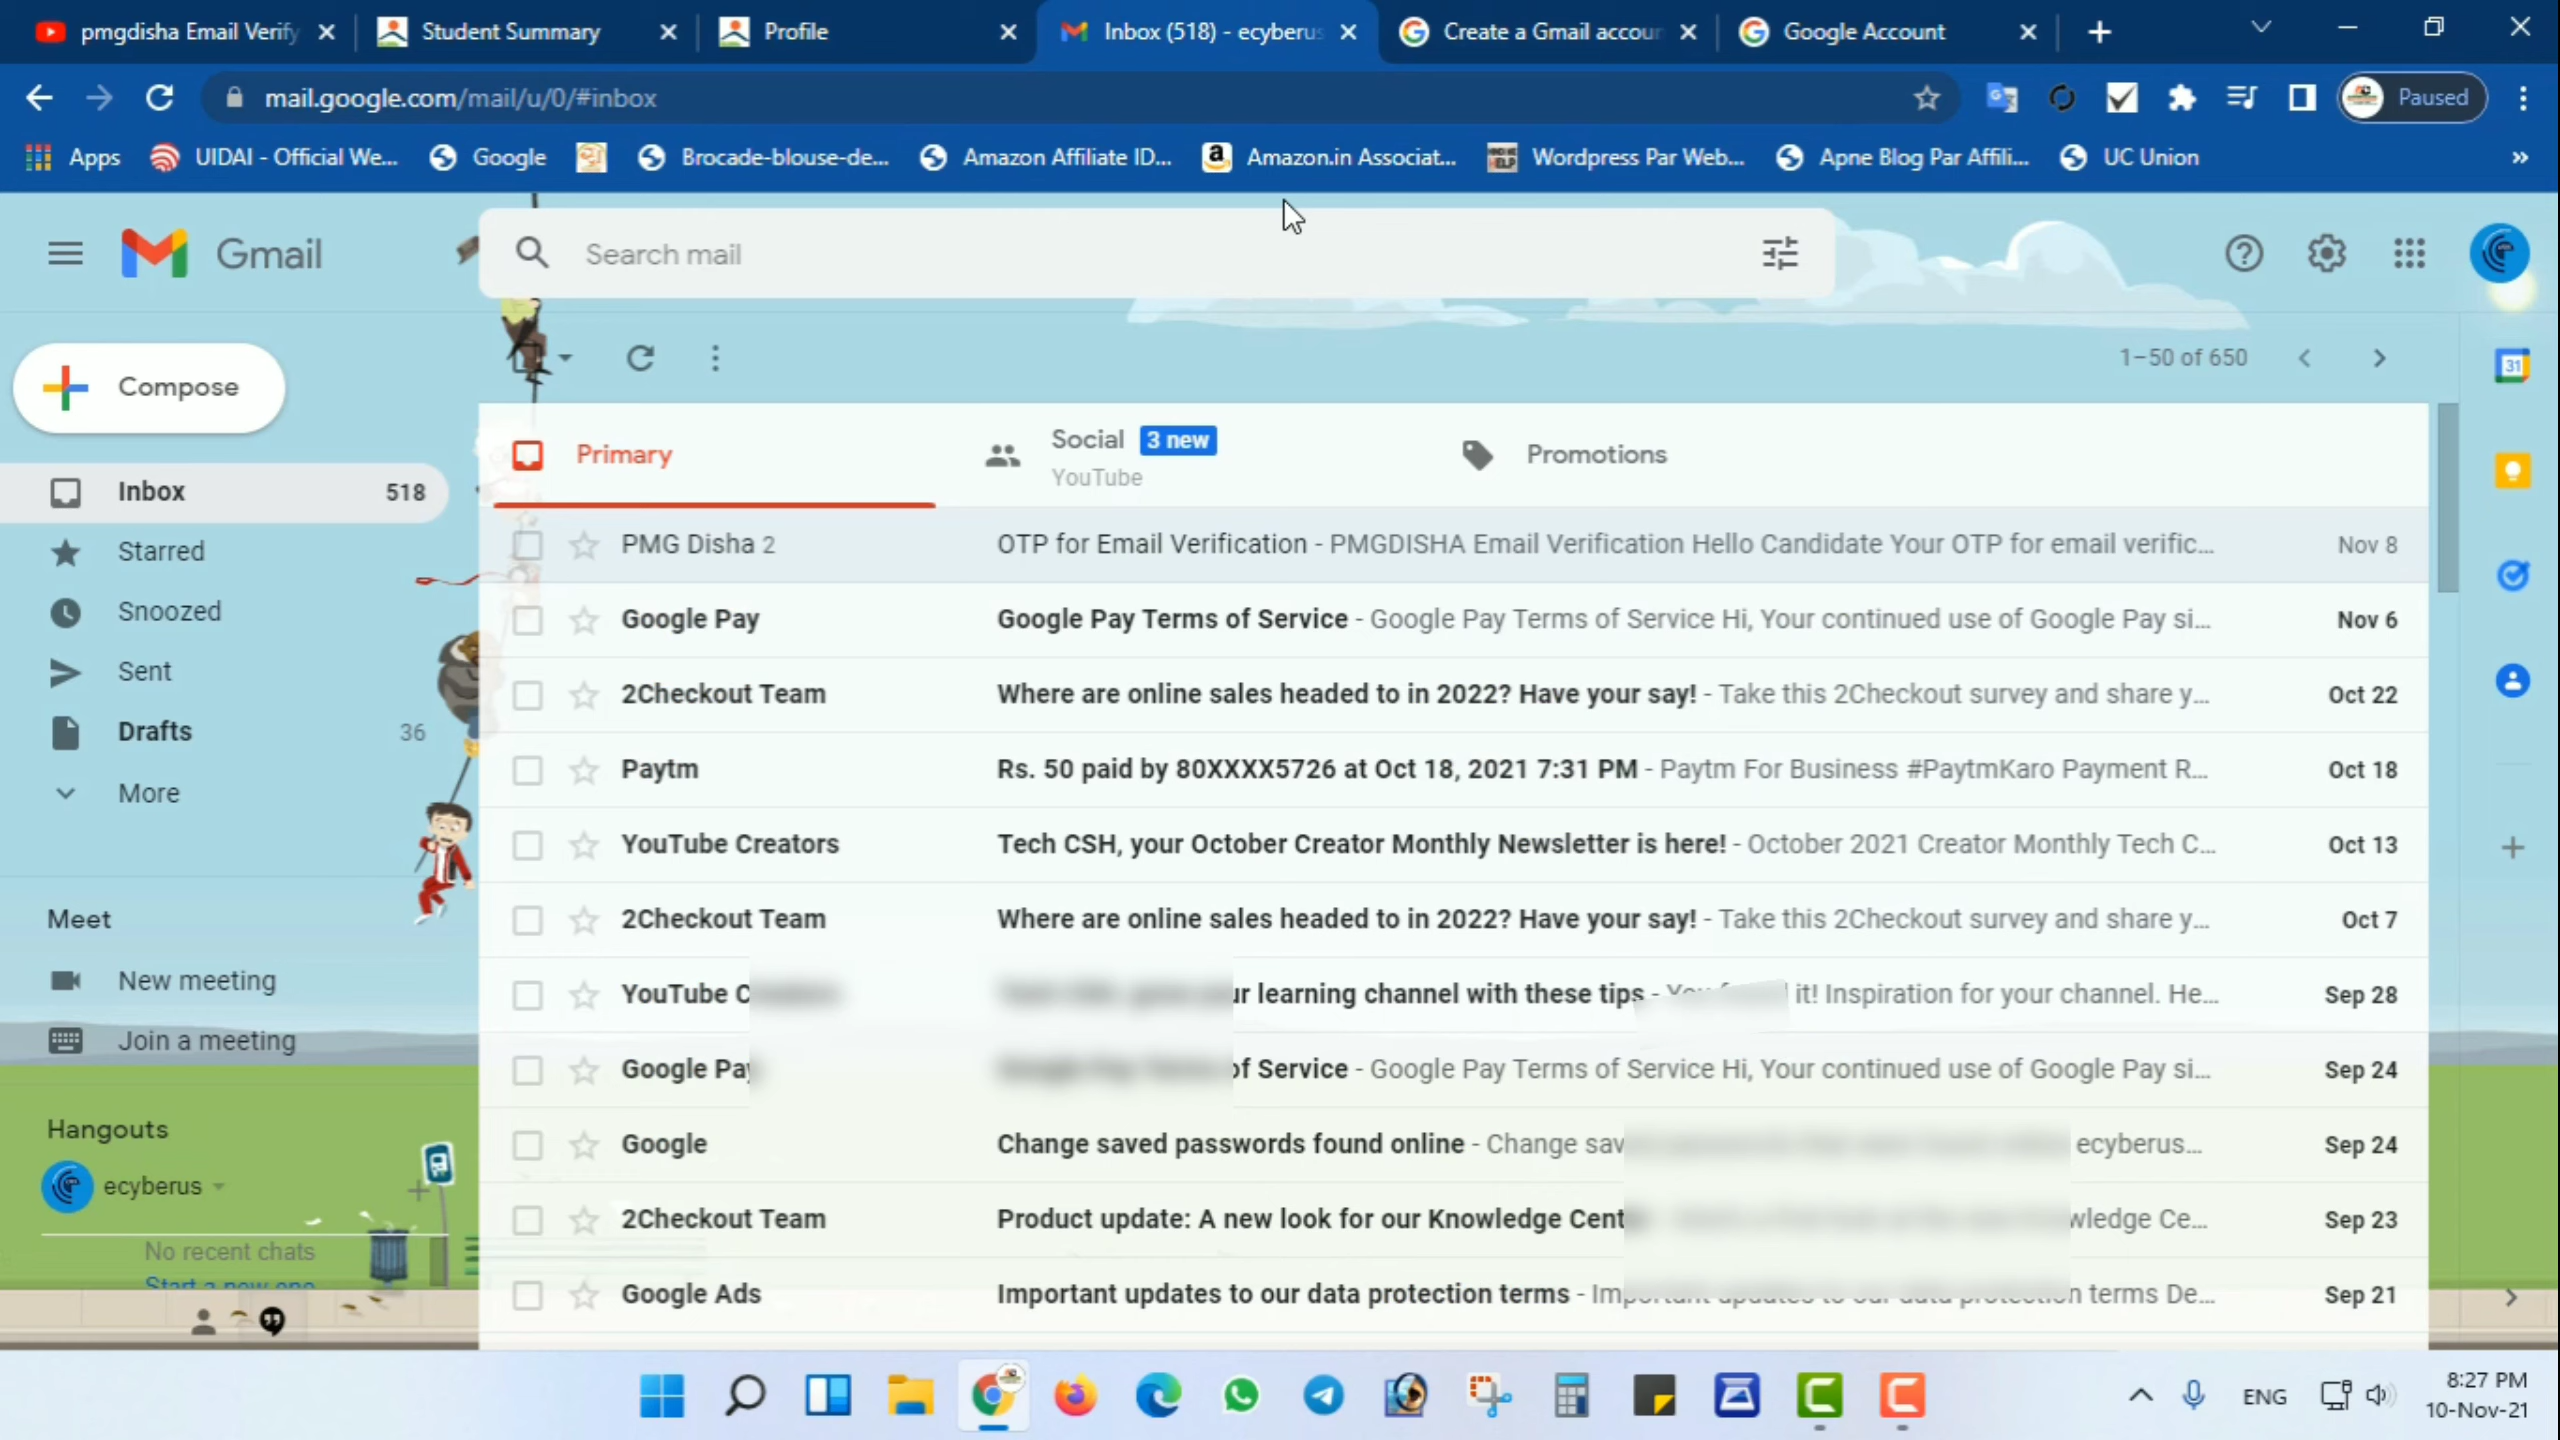 pmgdisha Email Verify
Student Summary
Profile
Inbox (518) - ecyberus
Create a Gmail accoun
Google Account
mail.google.com/mail/u/0/#inbox
Paused
Apps
UIDAI - Official We...
Google
Brocade-blouse-de...
Amazon Affiliate ID...
Amazon.in Associat...
Wordpress Par Web...
Apne Blog Par Affili...
UC Union
»
Gmail
Search mail
Compose
1–50 of 650
31
Primary
Social 3 new
YouTube
Promotions
Inbox 518
Starred
Snoozed
Sent
Drafts 36
More
PMG Disha 2 OTP for Email Verification - PMGDISHA Email Verification Hello Candidate Your OTP for email verific... Nov 8
Google Pay Google Pay Terms of Service - Google Pay Terms of Service Hi, Your continued use of Google Pay si... Nov 6
2Checkout Team Where are online sales headed to in 2022? Have your say! - Take this 2Checkout survey and share y... Oct 22
Paytm Rs. 50 paid by 80XXXX5726 at Oct 18, 2021 7:31 PM - Paytm For Business #PaytmKaro Payment R... Oct 18
YouTube Creators Tech CSH, your October Creator Monthly Newsletter is here! - October 2021 Creator Monthly Tech C... Oct 13
2Checkout Team Where are online sales headed to in 2022? Have your say! - Take this 2Checkout survey and share y... Oct 7
YouTube learning channel with these tips - it! Inspiration for your channel. He... Sep 28
Google Pay of Service - Google Pay Terms of Service Hi, Your continued use of Google Pay si... Sep 24
Google Change saved passwords found online - Change ecyberus... Sep 24
2Checkout Team Product update: A new look for our Knowledge Ce... Sep 23
Google Ads Important updates to our data protection terms - Important updates to our data protection terms De... Sep 21
Meet
New meeting
Join a meeting
Hangouts
ecyberus
No recent chats
Start a new one
ENG
8:27 PM
10-Nov-21